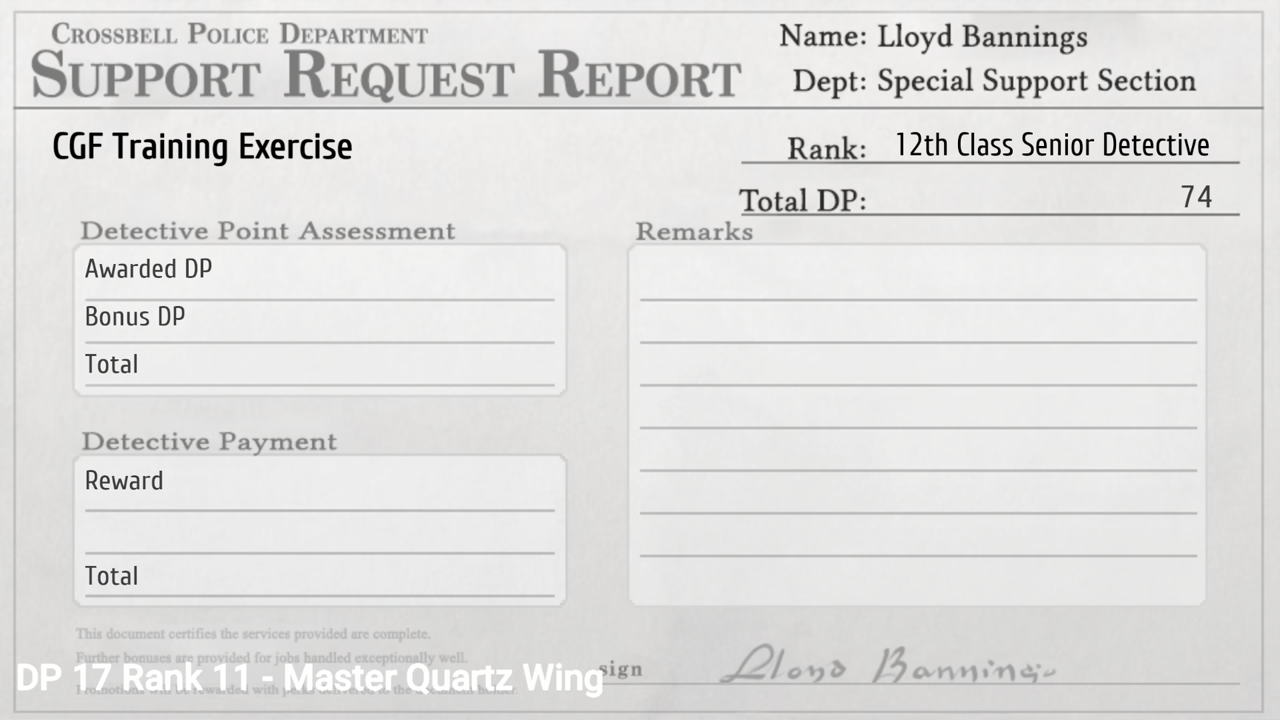 CROSSBELL POLICE DEPARTMENT
SUPPORT REQUEST REPORT
Name: Lloyd Bannings
Dept: Special Support Section
CGF Training Exercise
Rank: 12th Class Senior Detective
Total DP: 74
Detective Point Assessment
Awarded DP
Bonus DP
Total
Remarks
Detective Payment
Reward
Total
This document certifies the services provided are complete.
Further bonuses are provided for jobs handled exceptionally well.
DP 17 Rank 11 - Master Quartz Wing
sign Lloyd Bannings